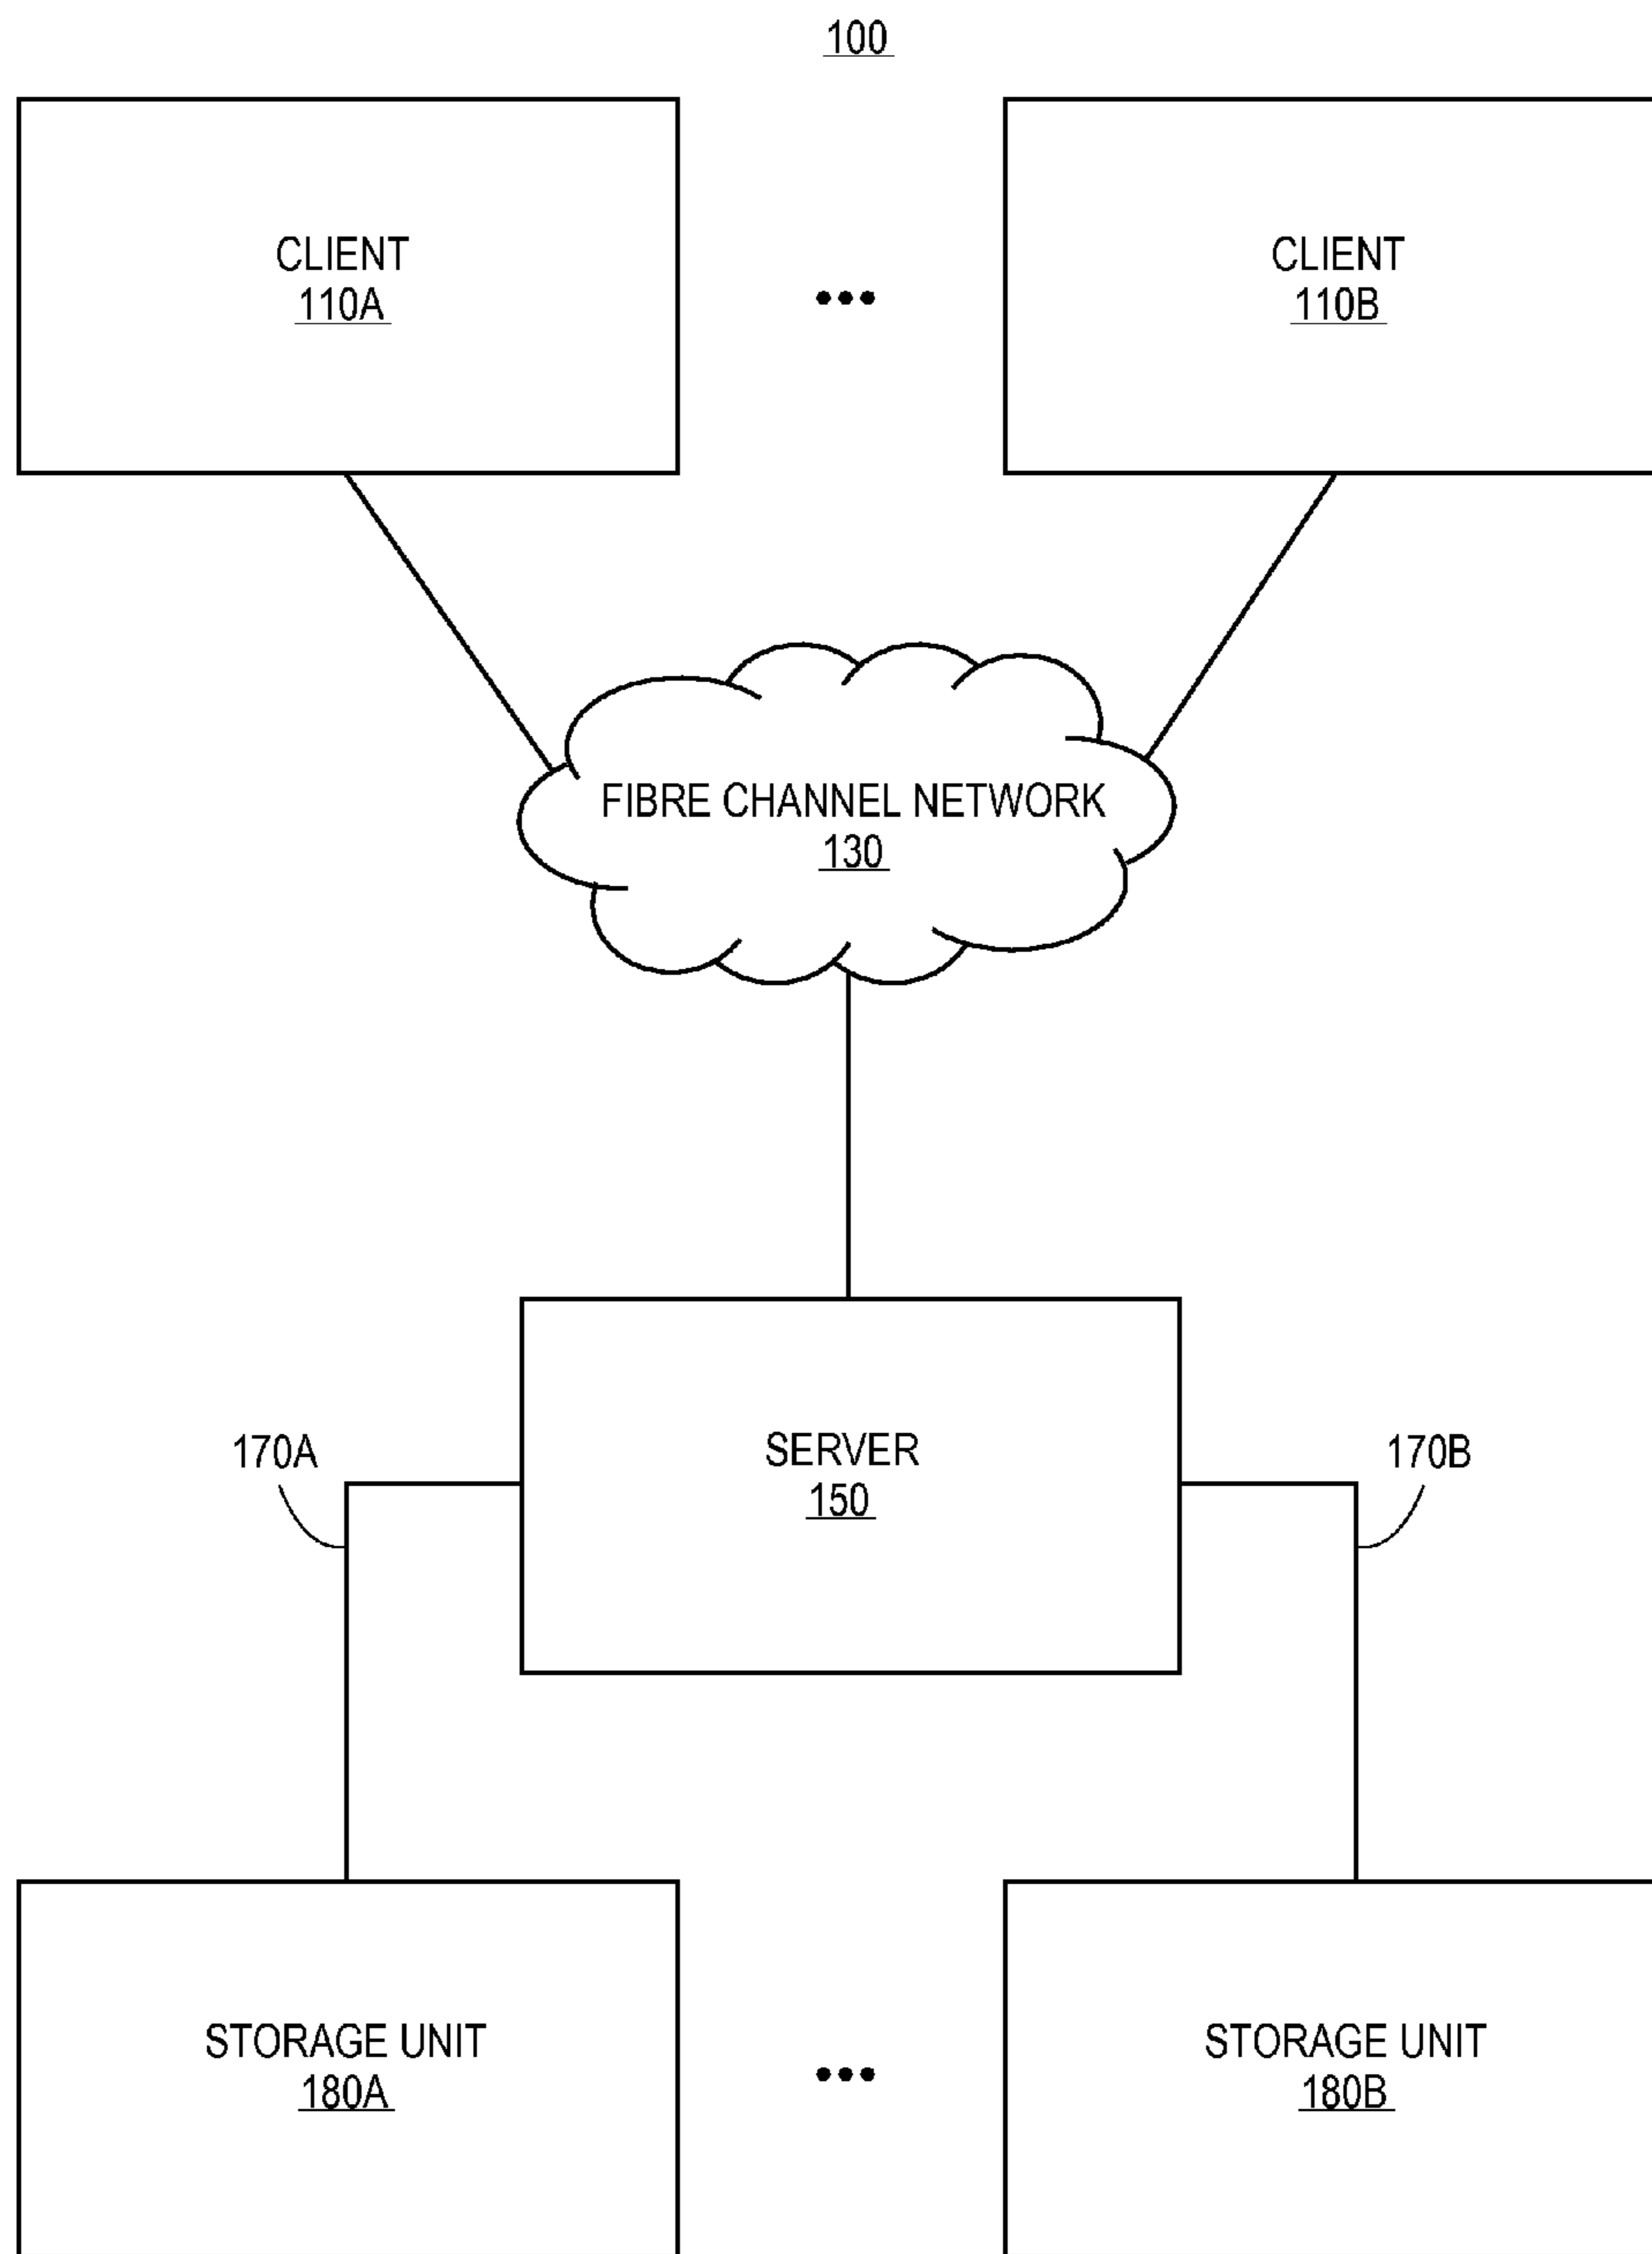 100
CLIENT
110A
CLIENT
110B
FIBRE CHANNEL NETWORK
130
170A
SERVER
150
170B
STORAGE UNIT
180A
STORAGE UNIT
180B